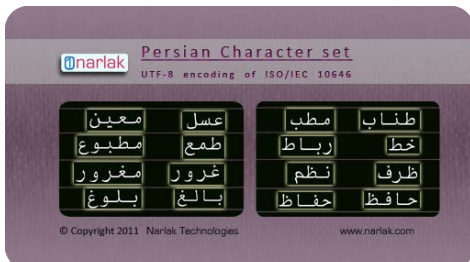 narlak
Persian Character set
UTF-8 encoding of ISO/IEC 10646
طناب مطب عسل معین
خط رباط طمع مطبوع
ظرف نظم غرور مغرور
حافظ حفاظ بالغ بلوغ
© Copyright 2011 Narlak Technologies
www.narlak.com